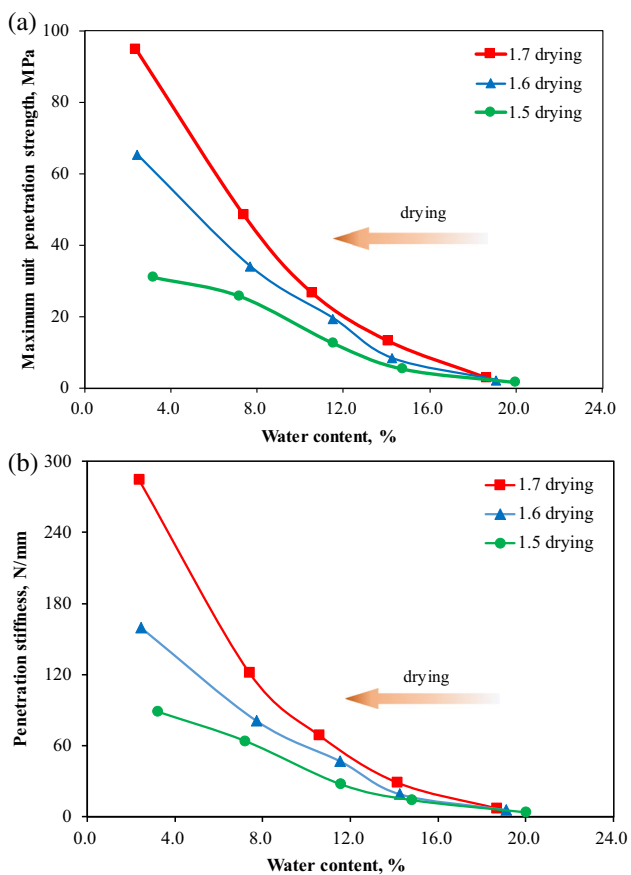 (a)
Maximum unit penetration strength, MPa
100
80
60
40
20
0
0.0 4.0 8.0 12.0 16.0 20.0 24.0
Water content, %
1.7 drying
1.6 drying
1.5 drying
drying
(b)
Penetration stiffness, N/mm
300
240
180
120
60
0
0.0 4.0 8.0 12.0 16.0 20.0 24.0
Water content, %
1.7 drying
1.6 drying
1.5 drying
drying